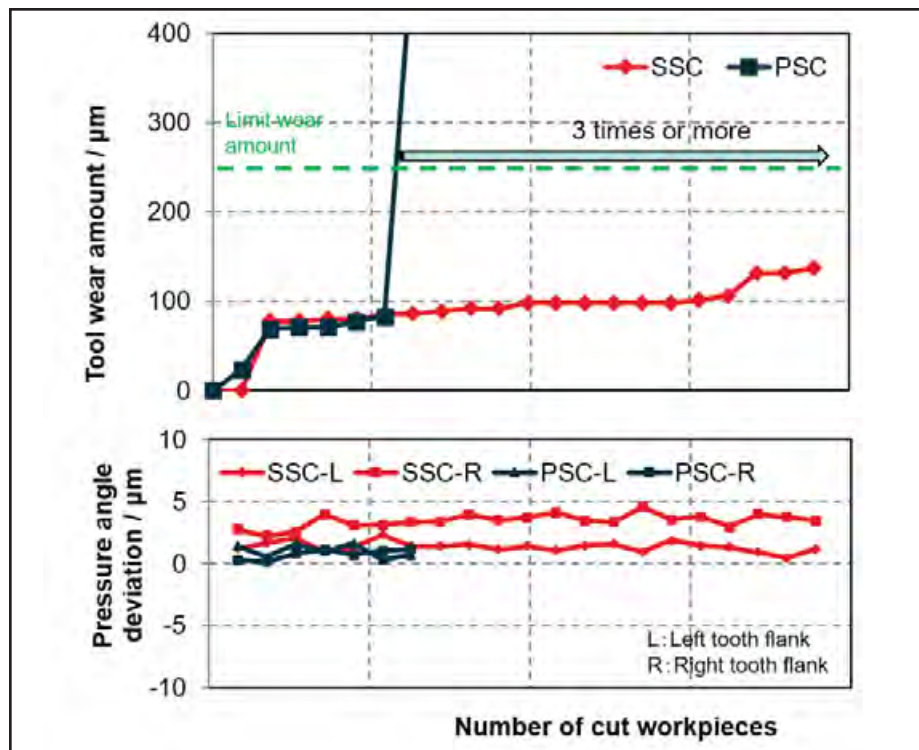 400
300
200
100
0
Tool wear amount / µm
SSC PSC
Limit wear
amount
3 times or more
10
5
0
-5
-10
Pressure angle
deviation / µm
SSC-L SSC-R PSC-L PSC-R
L:Left tooth flank
R:Right tooth flank
Number of cut workpieces